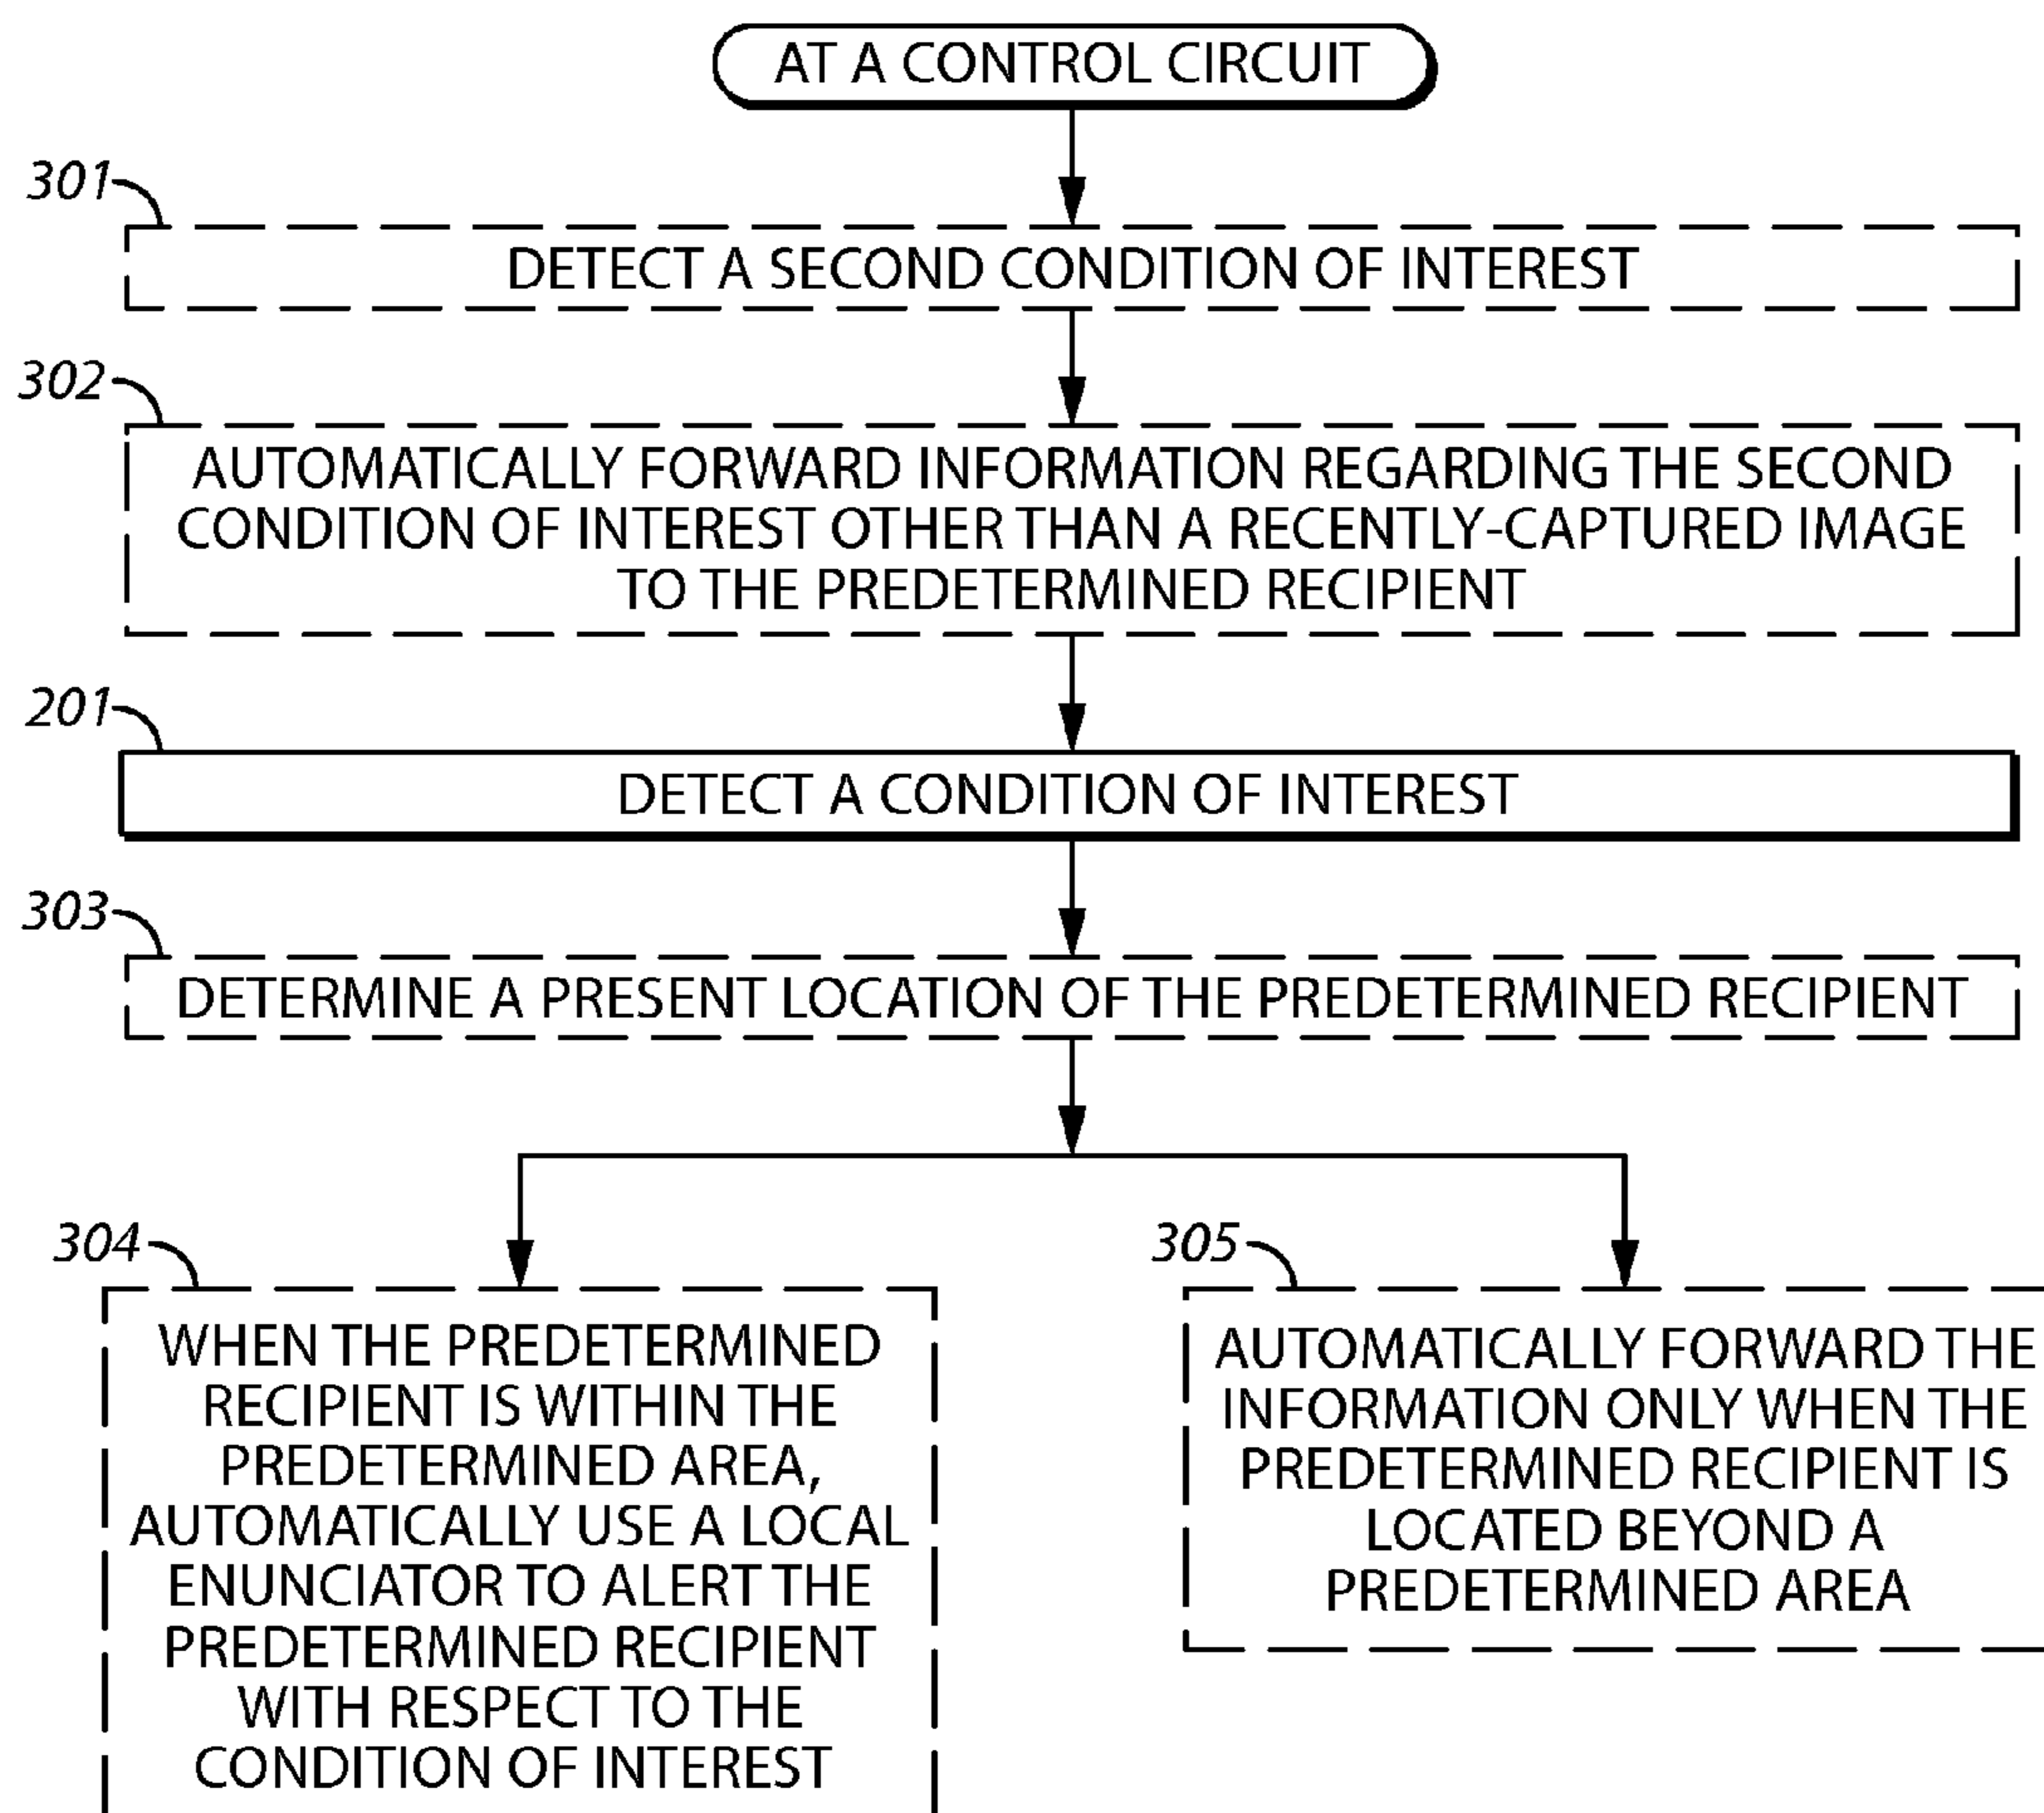 AT A CONTROL CIRCUIT
301
DETECT A SECOND CONDITION OF INTEREST
302
AUTOMATICALLY FORWARD INFORMATION REGARDING THE SECOND
CONDITION OF INTEREST OTHER THAN A RECENTLY-CAPTURED IMAGE
TO THE PREDETERMINED RECIPIENT
201
DETECT A CONDITION OF INTEREST
303
DETERMINE A PRESENT LOCATION OF THE PREDETERMINED RECIPIENT
304
WHEN THE PREDETERMINED
RECIPIENT IS WITHIN THE
PREDETERMINED AREA,
AUTOMATICALLY USE A LOCAL
ENUNCIATOR TO ALERT THE
PREDETERMINED RECIPIENT
WITH RESPECT TO THE
CONDITION OF INTEREST
305
AUTOMATICALLY FORWARD THE
INFORMATION ONLY WHEN THE
PREDETERMINED RECIPIENT IS
LOCATED BEYOND A
PREDETERMINED AREA